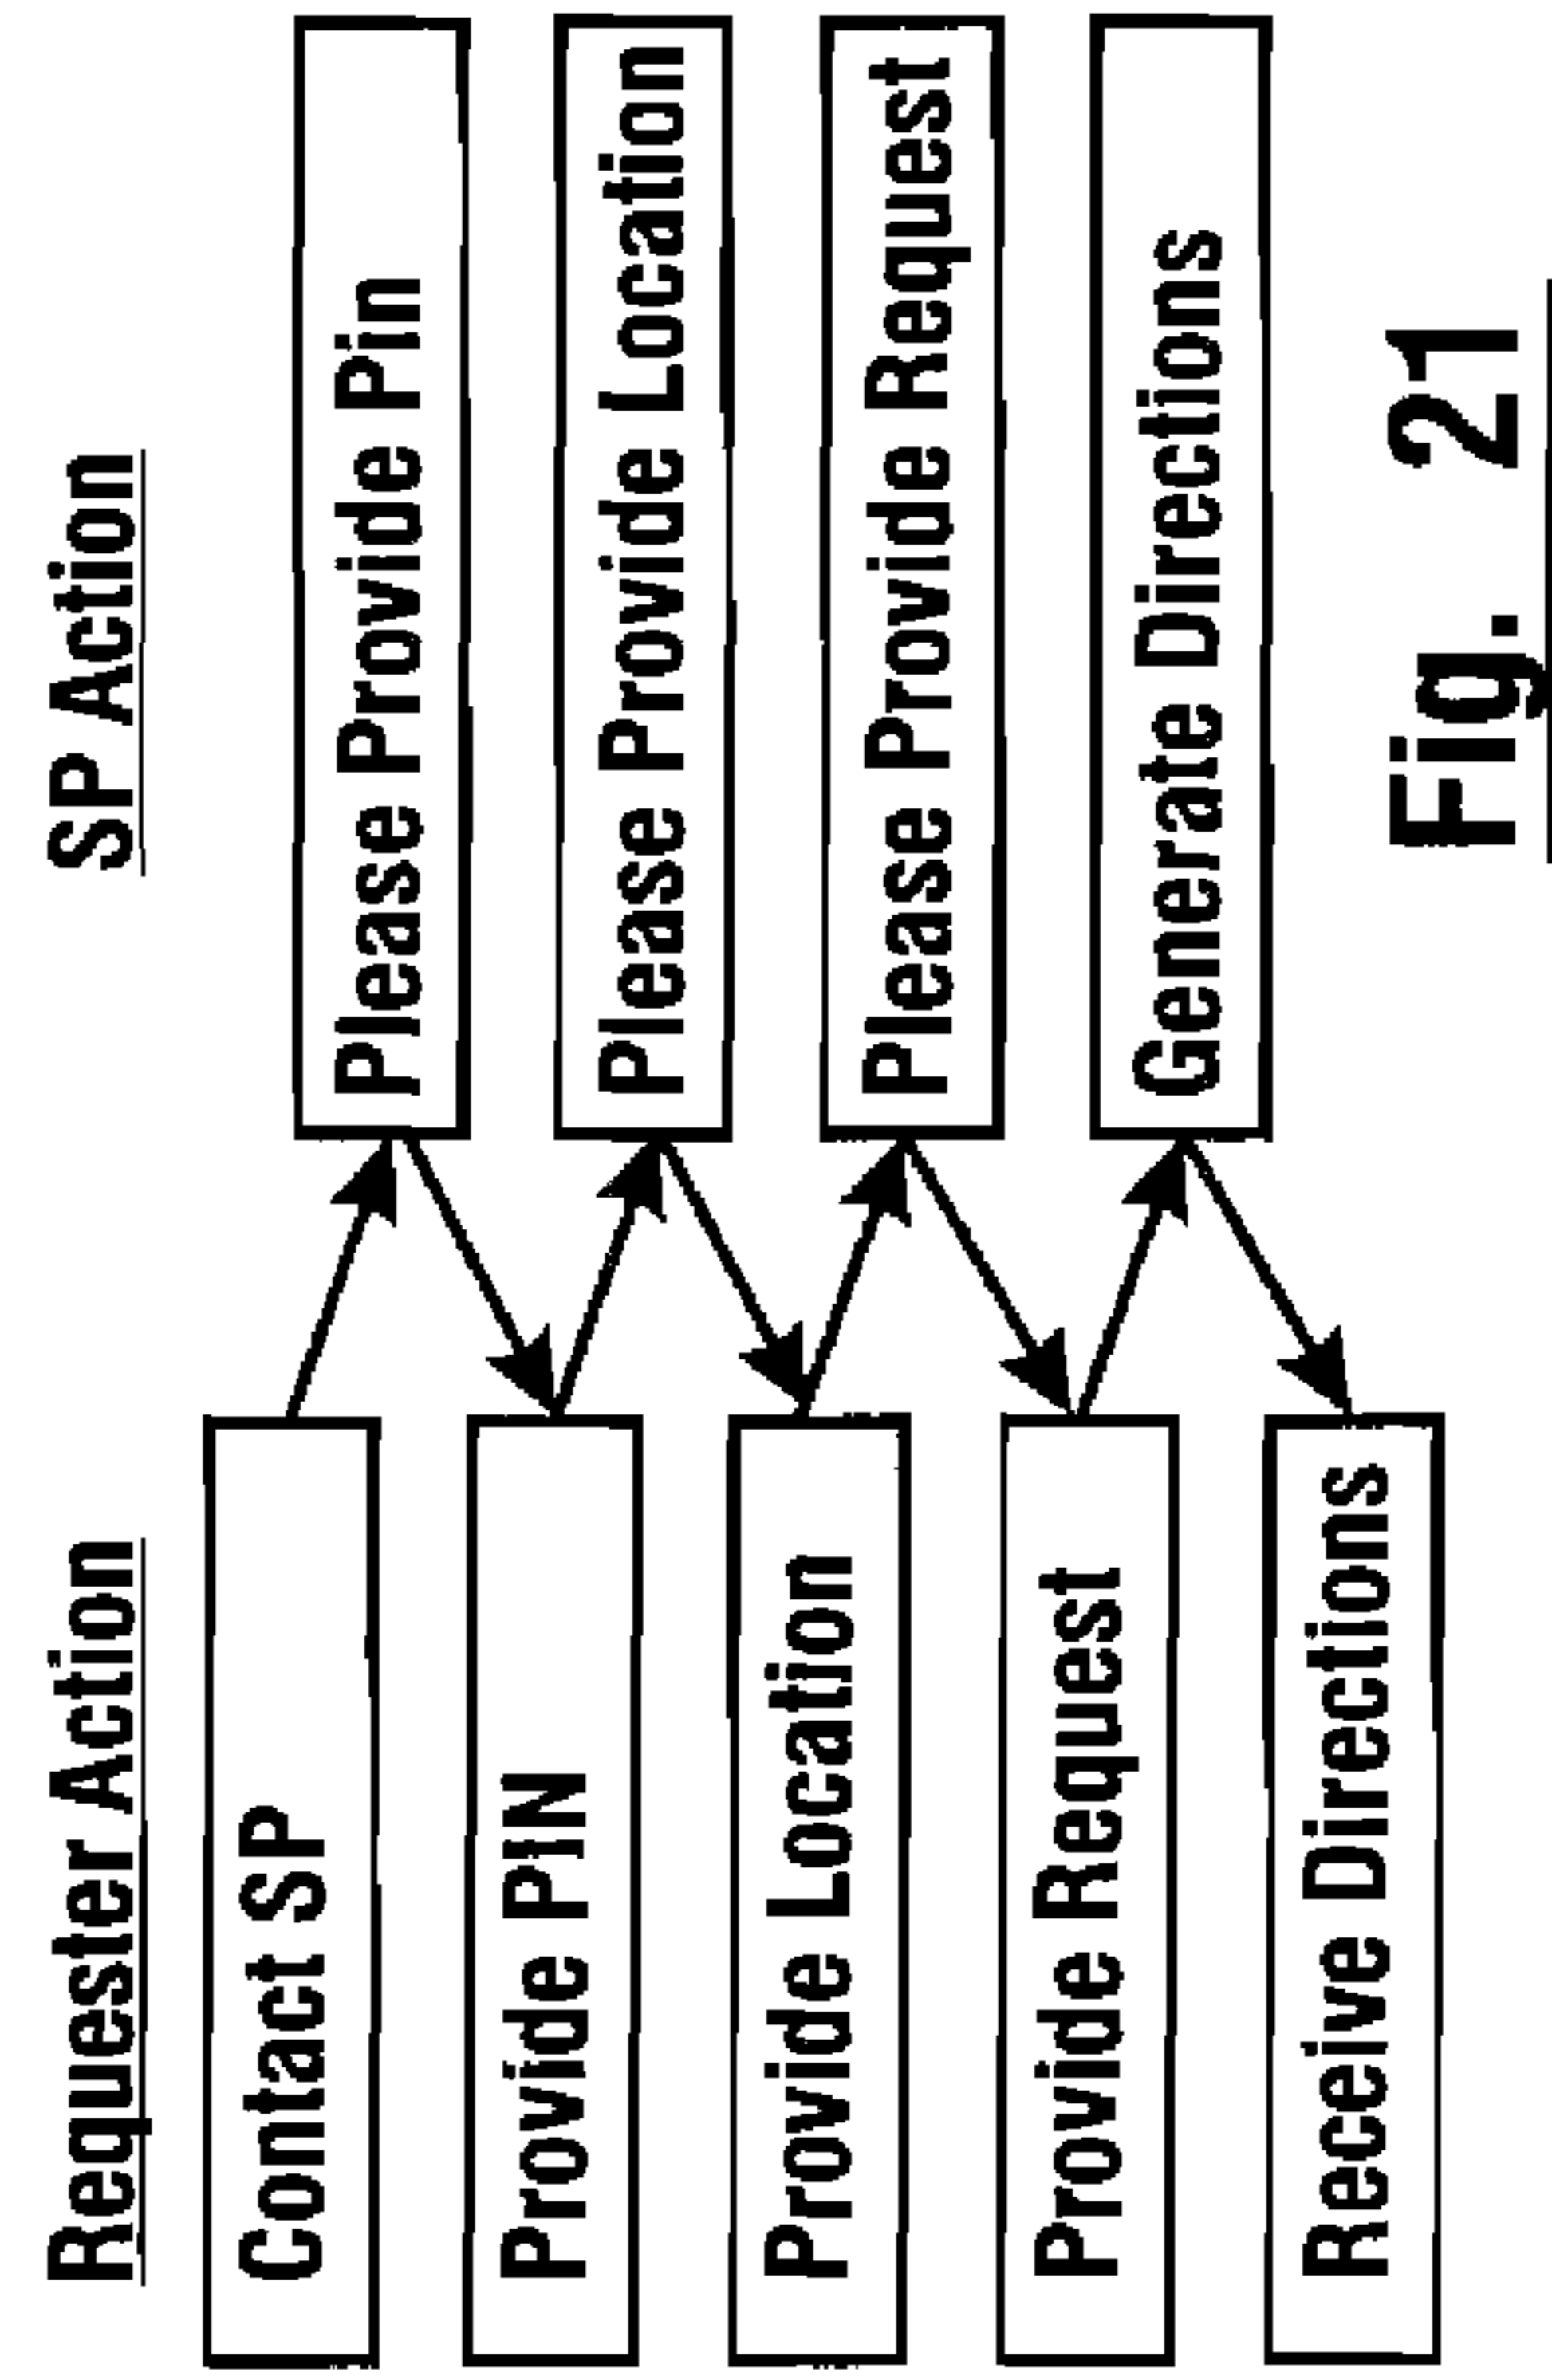 Requester Action
SP Action
Contact SP
Please Provide Pin
Provide PIN
Please Provide Location
Provide Location
Please Provide Request
Provide Request
Generate Directions
Receive Directions
Fig. 21